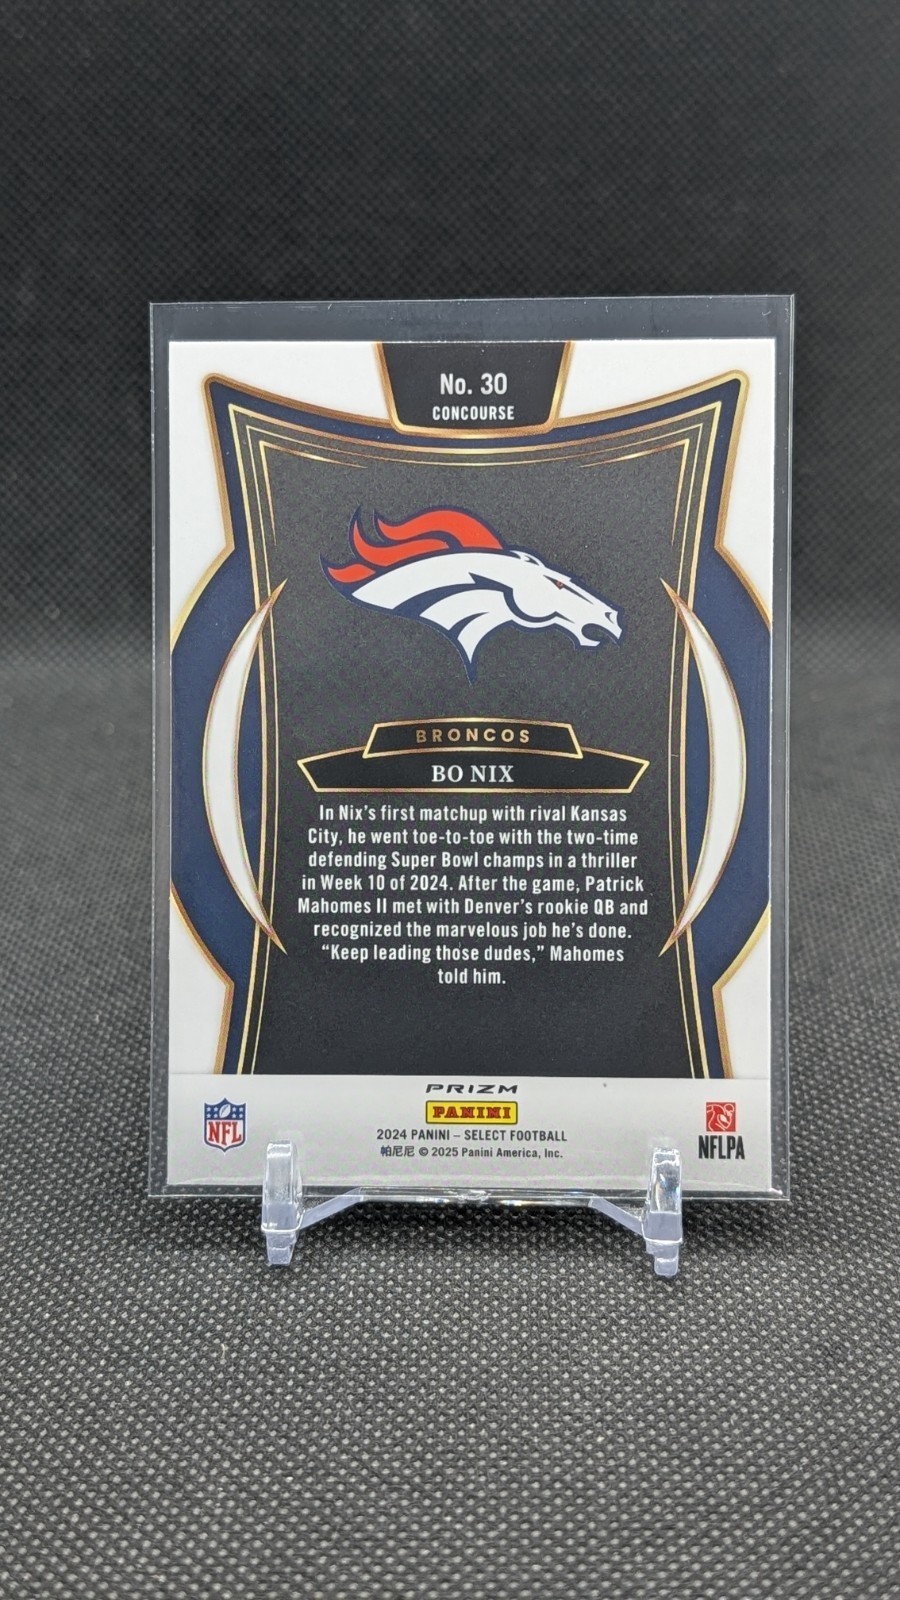 No. 30
CONCOURSE
BRONCOS
BO NIX
In Nix's first matchup with rival Kansas
City, he went toe-to-toe with the two-time
defending Super Bowl champs in a thriller
in Week 10 of 2024. After the game, Patrick
Mahomes II met with Denver's rookie QB and
recognized the marvelous job he's done.
“Keep leading those dudes,” Mahomes
told him.
PRIZM
PANINI
2024 PANINI – SELECT FOOTBALL
帕尼尼 © 2025 Panini America, Inc.
NFL
NFLPA